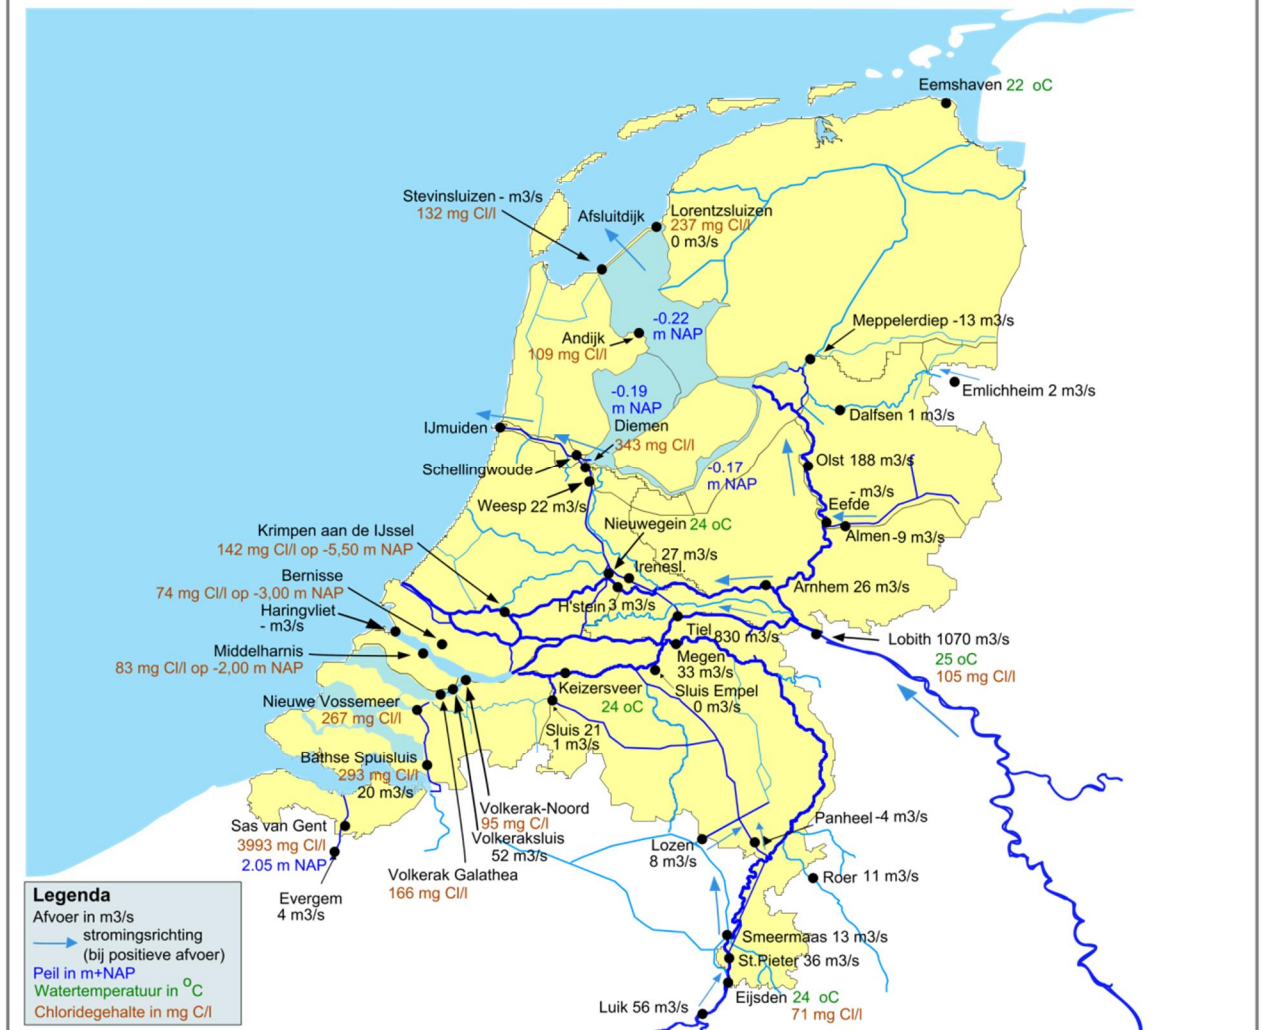 Eemshaven 22 oC
Stevinsluizen - m3/s
132 mg Cl/l
Afsluitdijk
Lorentzsluizen
237 mg Cl/l
0 m3/s
-0.22
m NAP
Meppelerdiep -13 m3/s
Andijk
109 mg Cl/l
Emlichheim 2 m3/s
-0.19
m NAP
Dalfsen 1 m3/s
IJmuiden
Diemen
343 mg Cl/l
Schellingwoude
-0.17
m NAP
Olst 188 m3/s
- m3/s
Weesp 22 m3/s
Eefde
Almen -9 m3/s
Nieuwegein 24 oC
Krimpen aan de IJssel
142 mg Cl/l op -5,50 m NAP
27 m3/s
Irenesl.
Bernisse
74 mg Cl/l op -3,00 m NAP
Arnhem 26 m3/s
Haringvliet
- m3/s
H'stein 3 m3/s
Tiel 830 m3/s
Lobith 1070 m3/s
25 oC
105 mg Cl/l
Middelharnis
83 mg Cl/l op -2,00 m NAP
Megen
33 m3/s
Keizersveer
24 oC
Sluis Empel
0 m3/s
Nieuwe Vossemeer
267 mg Cl/l
Sluis 21
1 m3/s
Bathse Spuisluis
293 mg Cl/l
20 m3/s
Volkerak-Noord
95 mg C/l
Volkeraksluis
52 m3/s
Panheel -4 m3/s
Sas van Gent
3993 mg Cl/l
2.05 m NAP
Lozen
8 m3/s
Volkerak Galathea
166 mg Cl/l
Roer 11 m3/s
Evergem
4 m3/s
Smeermaas 13 m3/s
St.Pieter 36 m3/s
Eijsden 24 oC
71 mg Cl/l
Luik 56 m3/s
Legenda
Afvoer in m3/s
stromingsrichting
(bij positieve afvoer)
Peil in m+NAP
Watertemperatuur in oC
Chloridegehalte in mg C/l